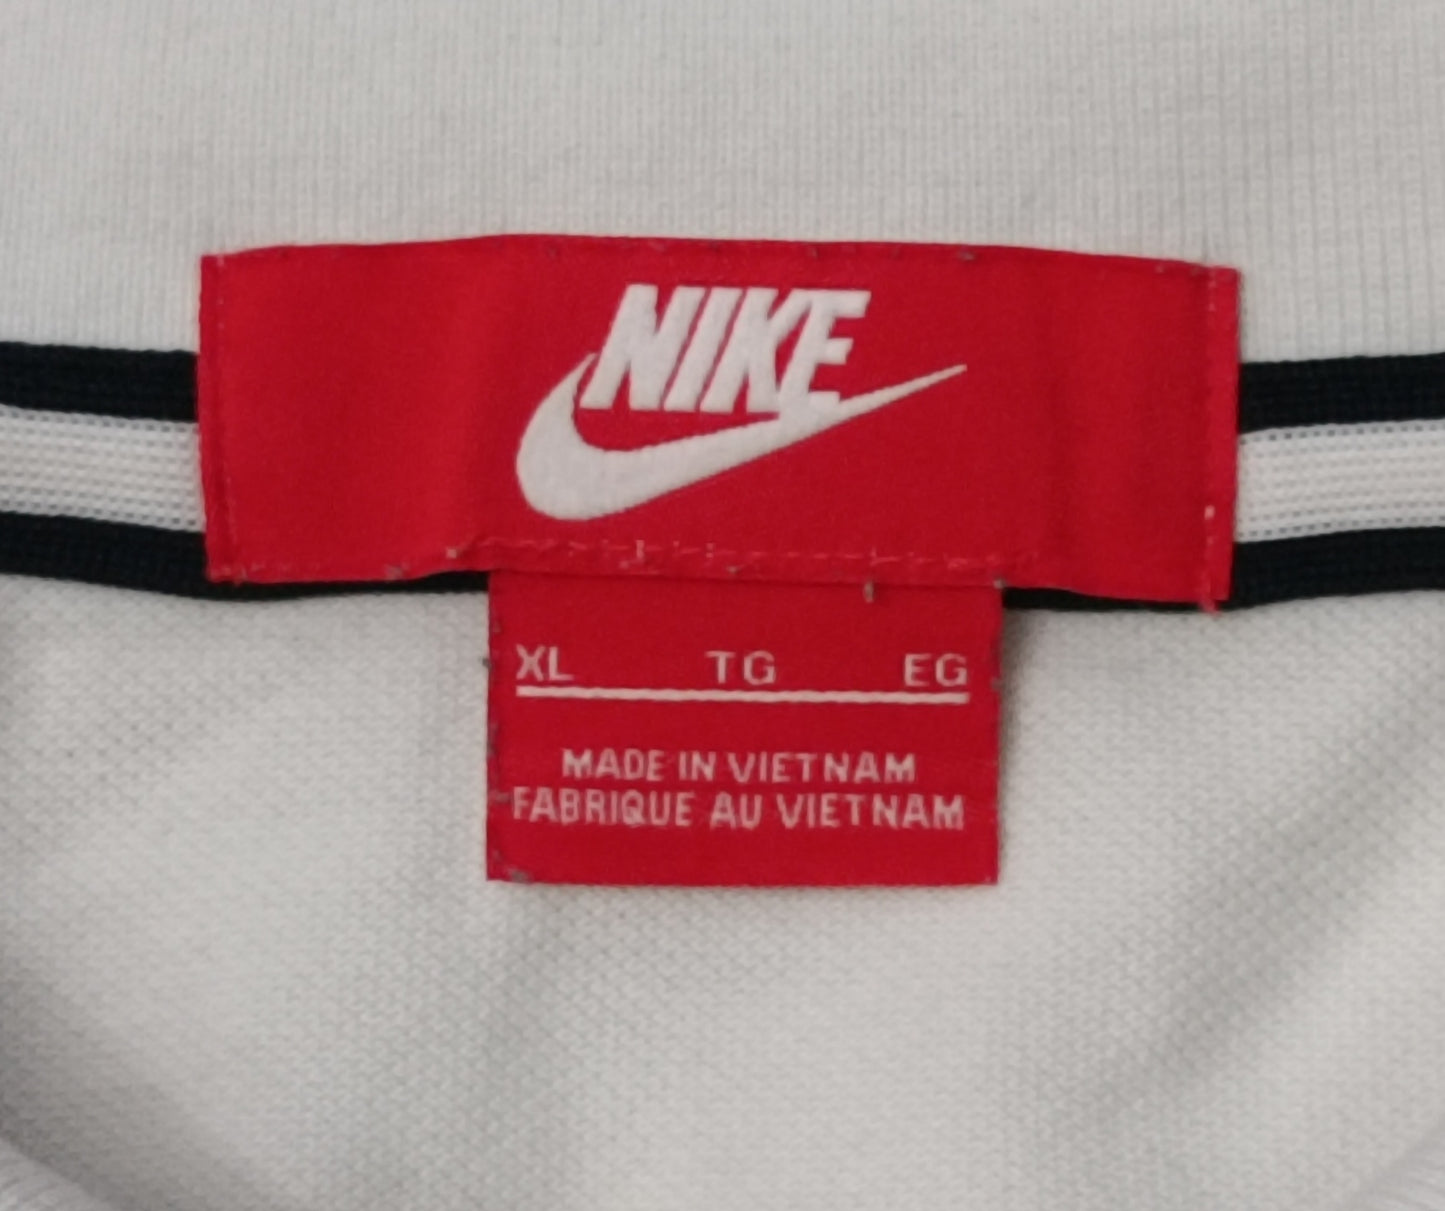 NIKE
XL TG EG
MADE IN VIETNAM
FABRIQUE AU VIETNAM